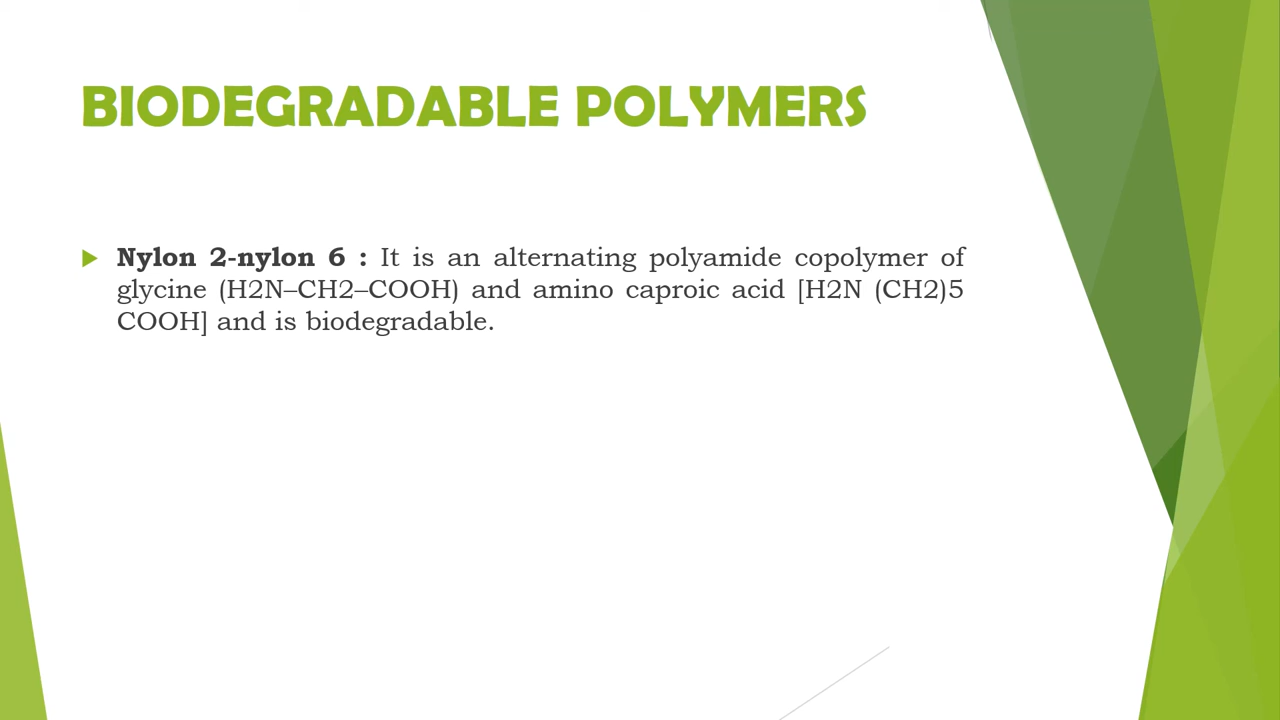 BIODEGRADABLE POLYMERS
Nylon 2-nylon 6 : It is an alternating polyamide copolymer of
glycine (H2N–CH2–COOH) and amino caproic acid [H2N (CH2)5
COOH] and is biodegradable.